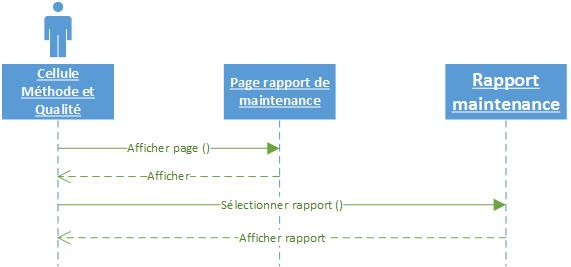 Cellule
Méthode et
Qualité
Page rapport de
maintenance
Rapport
maintenance
Afficher page ()
Afficher
Sélectionner rapport ()
Afficher rapport